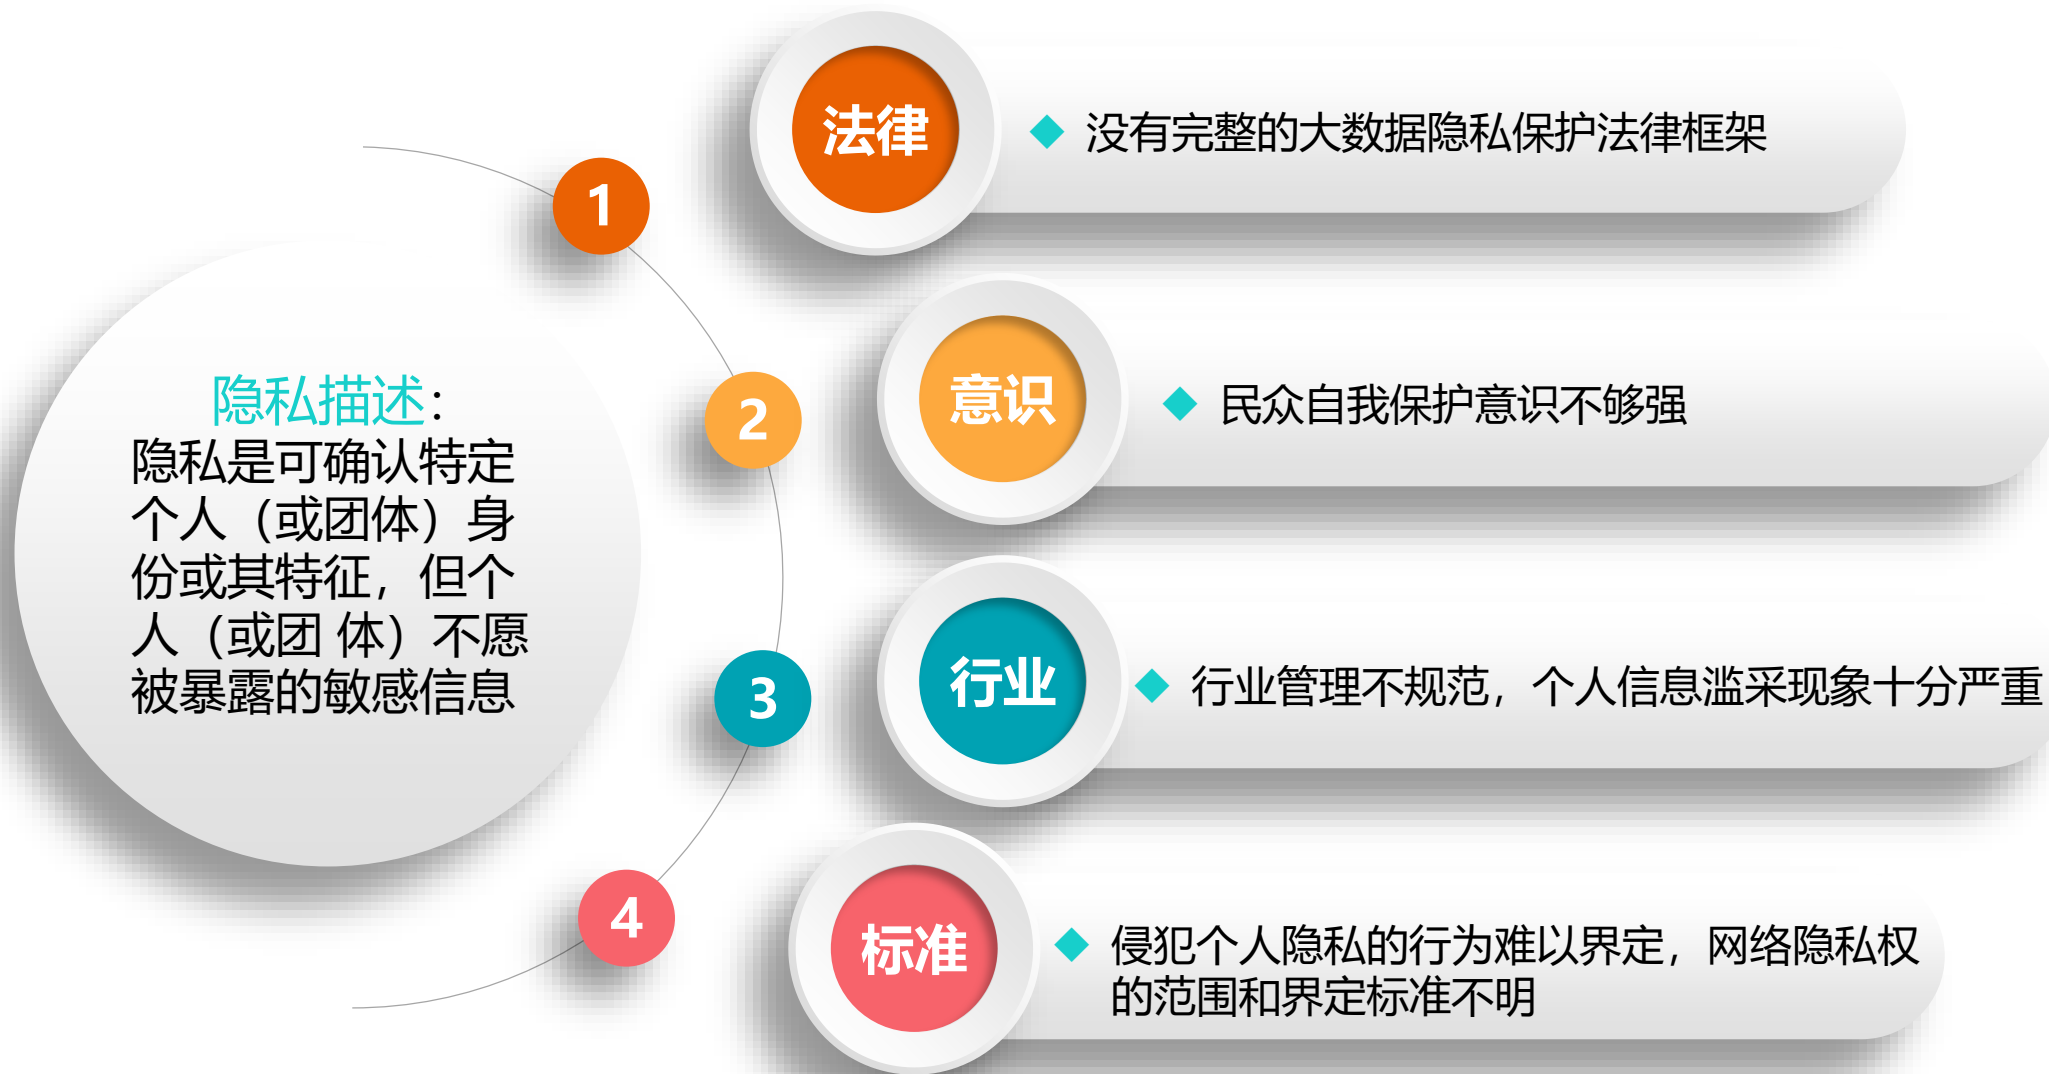 隐私描述:
隐私是可确认特定
个人（或团体）身
份或其特征，但个
人（或团 体）不愿
被暴露的敏感信息
1
法律
没有完整的大数据隐私保护法律框架
2
意识
民众自我保护意识不够强
3
行业
行业管理不规范，个人信息滥采现象十分严重
4
标准
侵犯个人隐私的行为难以界定，网络隐私权
的范围和界定标准不明